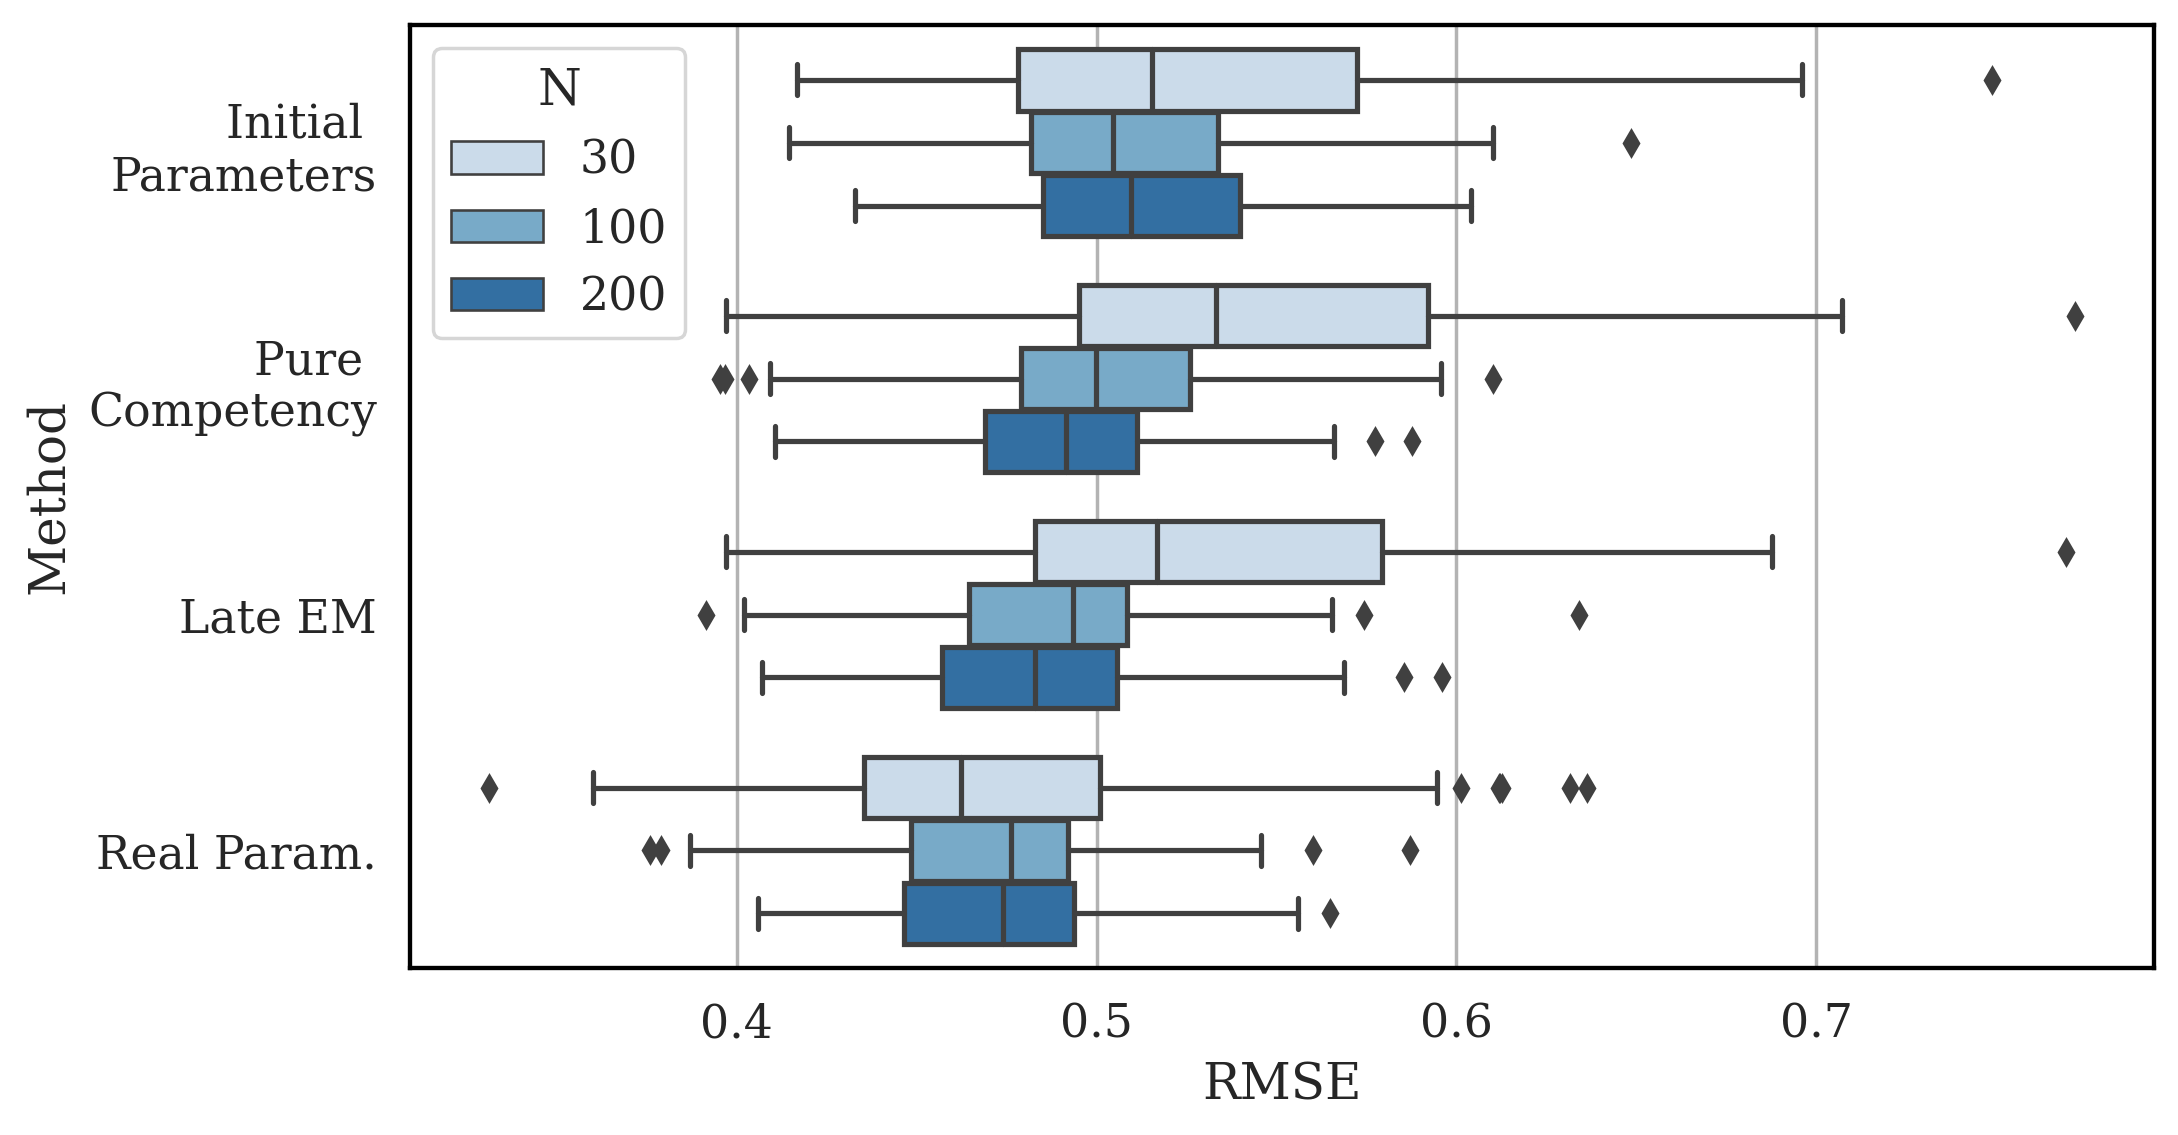 N
30
100
200
Initial
Parameters
Pure
Competency
Late EM
Real Param.
Method
0.4
0.5
0.6
0.7
RMSE